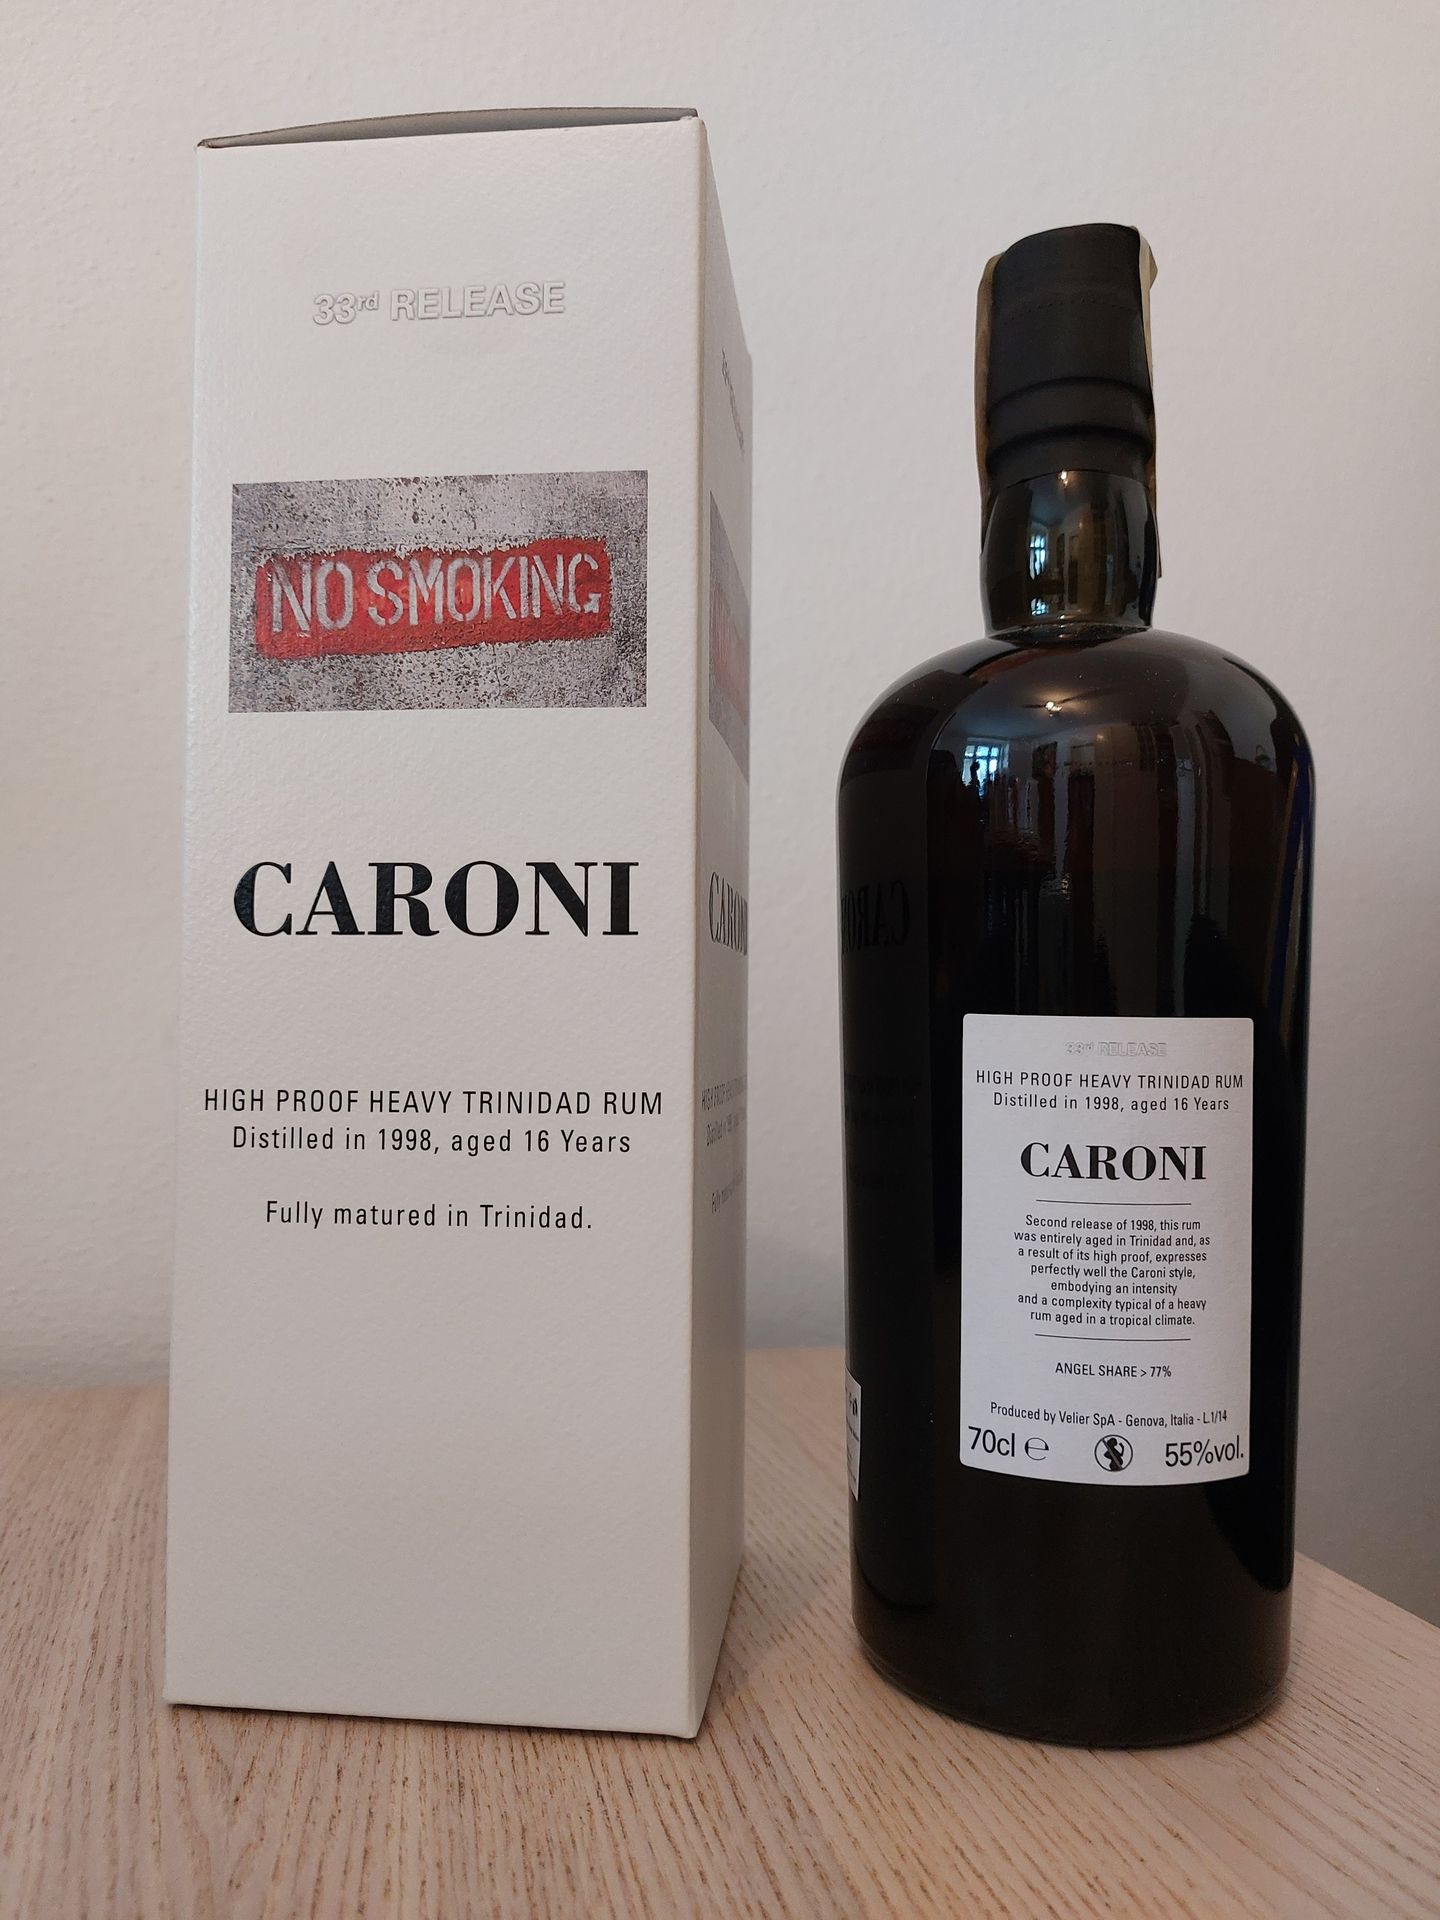 33rd RELEASE
NO SMOKING
CARONI
HIGH PROOF HEAVY TRINIDAD RUM
Distilled in 1998, aged 16 Years
Fully matured in Trinidad.
CARONI
33rd RELEASE
HIGH PROOF HEAVY TRINIDAD RUM
Distilled in 1998, aged 16 Years
CARONI
Second release of 1998, this rum
was entirely aged in Trinidad and, as
a result of its high proof, expresses
perfectly well the Caroni style,
embodying an intensity
and a complexity typical of a heavy
rum aged in a tropical climate.
ANGEL SHARE > 77%
Produced by Velier SpA - Genova, Italia - L.1/14
70cl ℮ 55%vol.